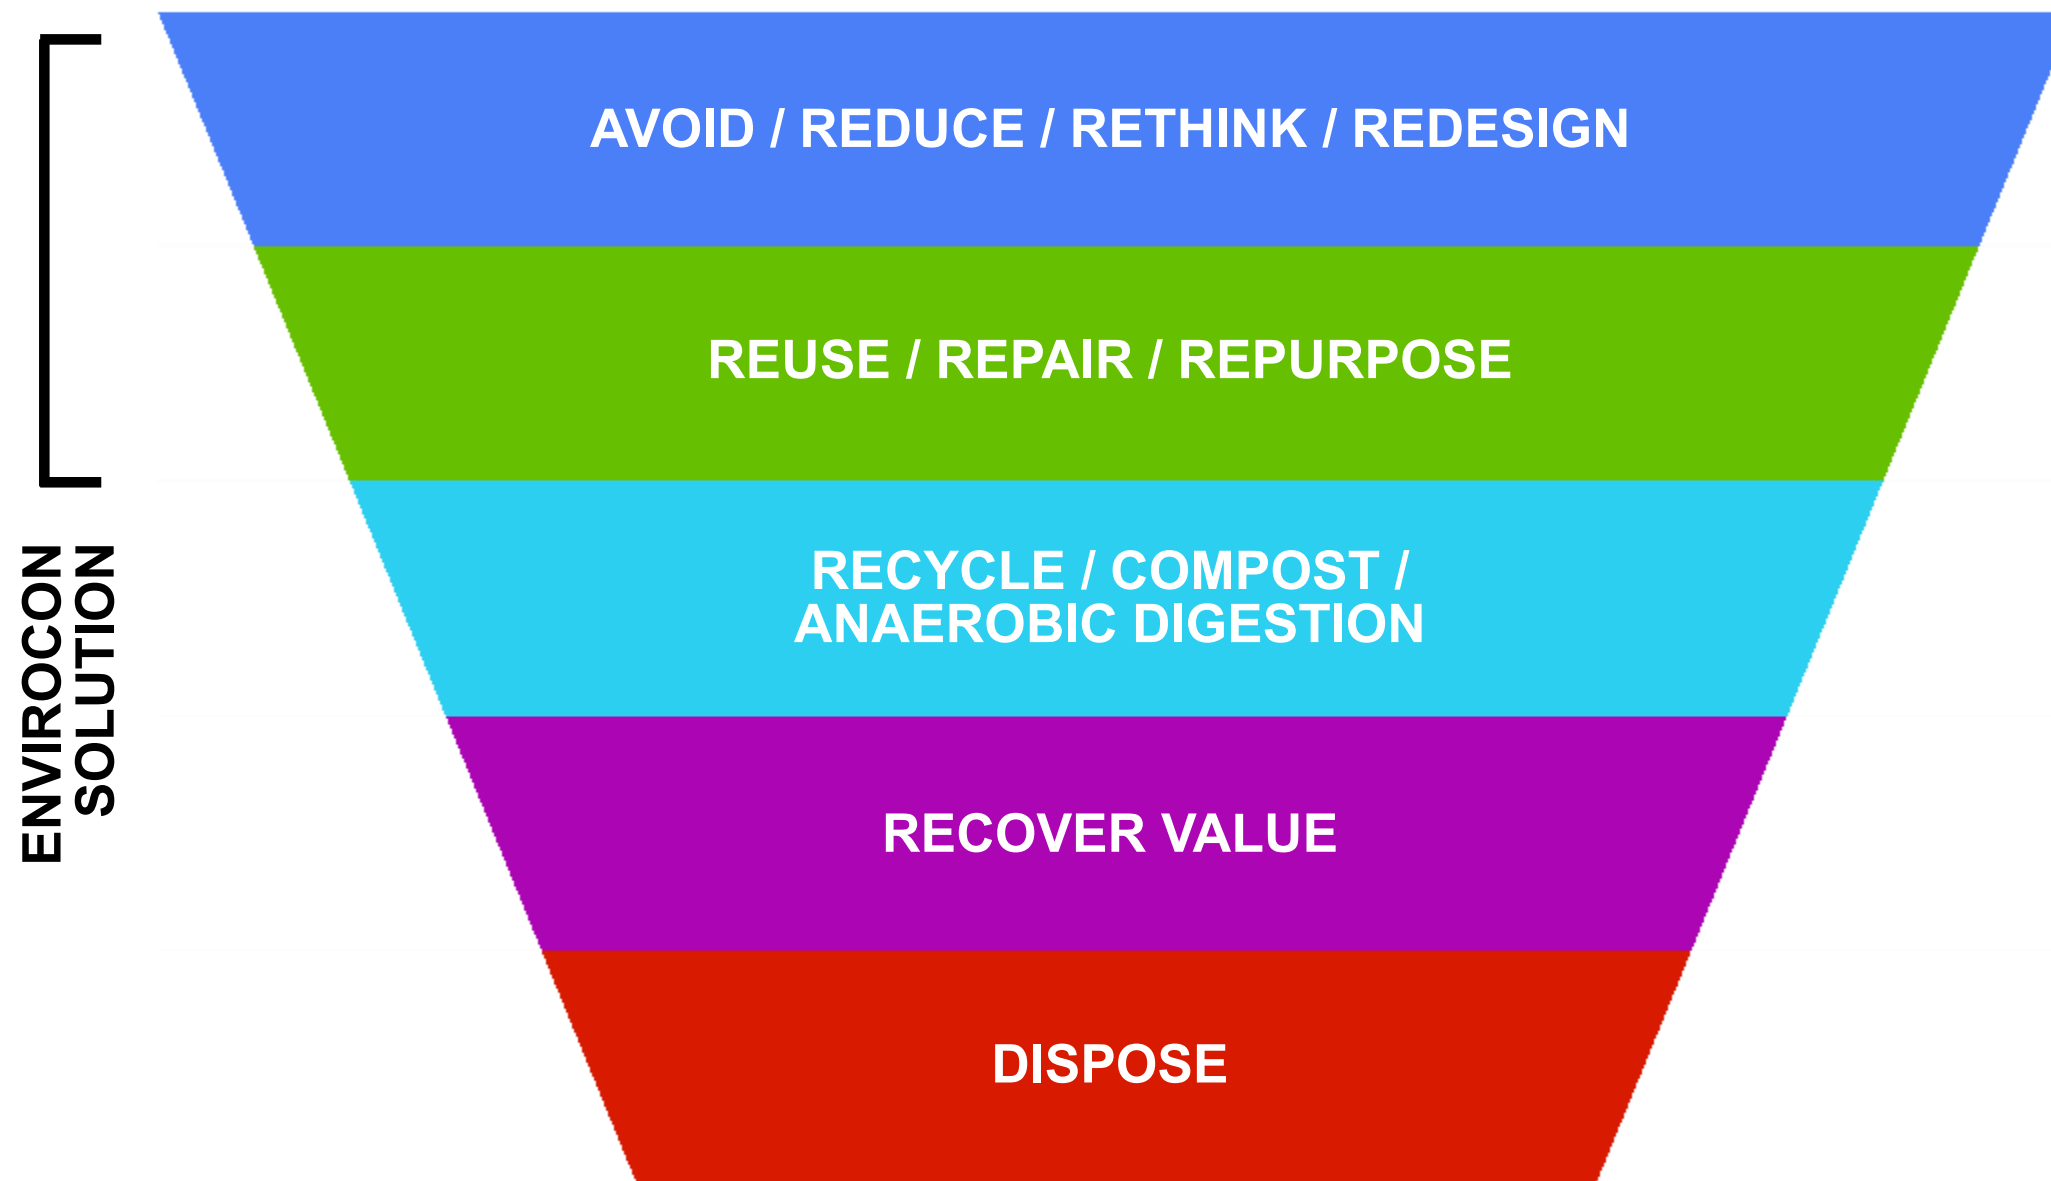 AVOID / REDUCE / RETHINK / REDESIGN
REUSE / REPAIR / REPURPOSE
RECYCLE / COMPOST /
ANAEROBIC DIGESTION
RECOVER VALUE
DISPOSE
ENVIROCON
SOLUTION